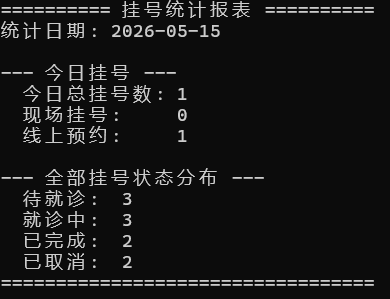 ========== 挂号统计报表 ==========
统计日期: 2026-05-15
--- 今日挂号 ---
今日总挂号数: 1
现场挂号: 0
线上预约: 1
--- 全部挂号状态分布 ---
待就诊: 3
就诊中: 3
已完成: 2
已取消: 2
==================================